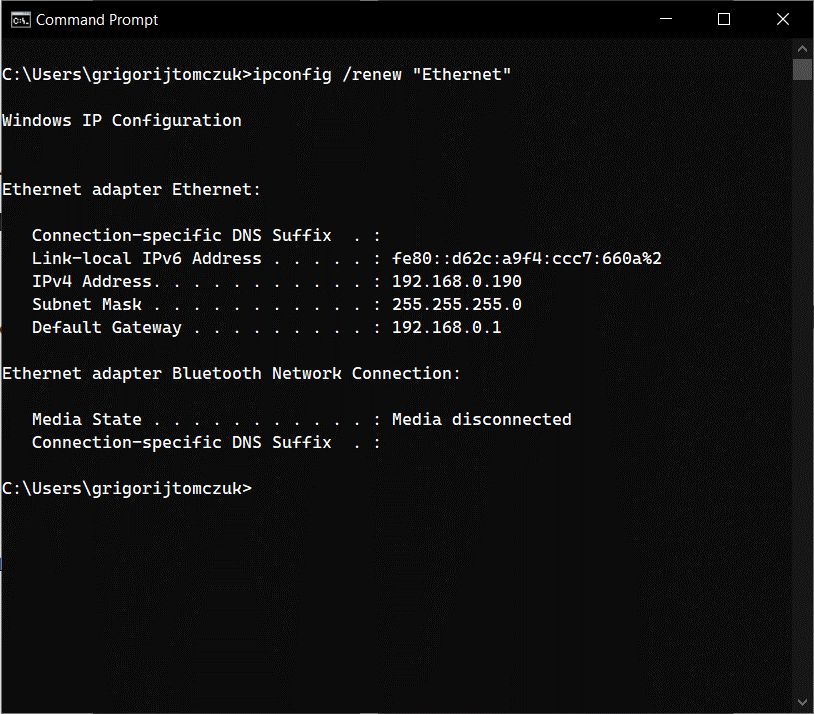 Command Prompt
C:\Users\grigorijtomczuk>ipconfig /renew "Ethernet"
Windows IP Configuration
Ethernet adapter Ethernet:
Connection-specific DNS Suffix  . :
Link-local IPv6 Address . . . . . : fe80::d62c:a9f4:ccc7:660a%2
IPv4 Address. . . . . . . . . . . : 192.168.0.190
Subnet Mask . . . . . . . . . . . : 255.255.255.0
Default Gateway . . . . . . . . . : 192.168.0.1
Ethernet adapter Bluetooth Network Connection:
Media State . . . . . . . . . . . : Media disconnected
Connection-specific DNS Suffix  . :
C:\Users\grigorijtomczuk>